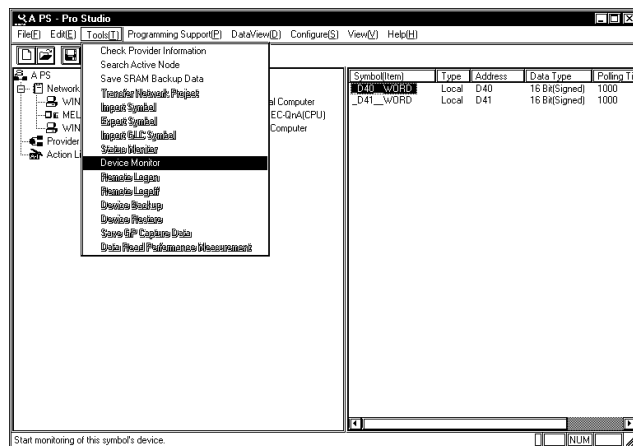 A PS - Pro Studio
File(F) Edit(E) Tools(T) Programming Support(P) DataView(D) Configure(S) View(V) Help(H)
Check Provider Information
Search Active Node
Save SRAM Backup Data
Transfer Network Project
Import Symbol
Export Symbol
Import GLC Symbol
Status Monitor
Device Monitor
Remote Logon
Remote Logoff
Device Backup
Device Restore
Save GP Capture Data
Data Read Performance Measurement
A PS
Network
WIN
al Computer
MEL
EC-QnA(CPU)
WIN
Computer
Provider
Action Li
Symbol(Item) Type Address Data Type Polling Ti
_D40__WORD Local D40 16 Bit(Signed) 1000
_D41__WORD Local D41 16 Bit(Signed) 1000
Start monitoring of this symbol's device.
NUM